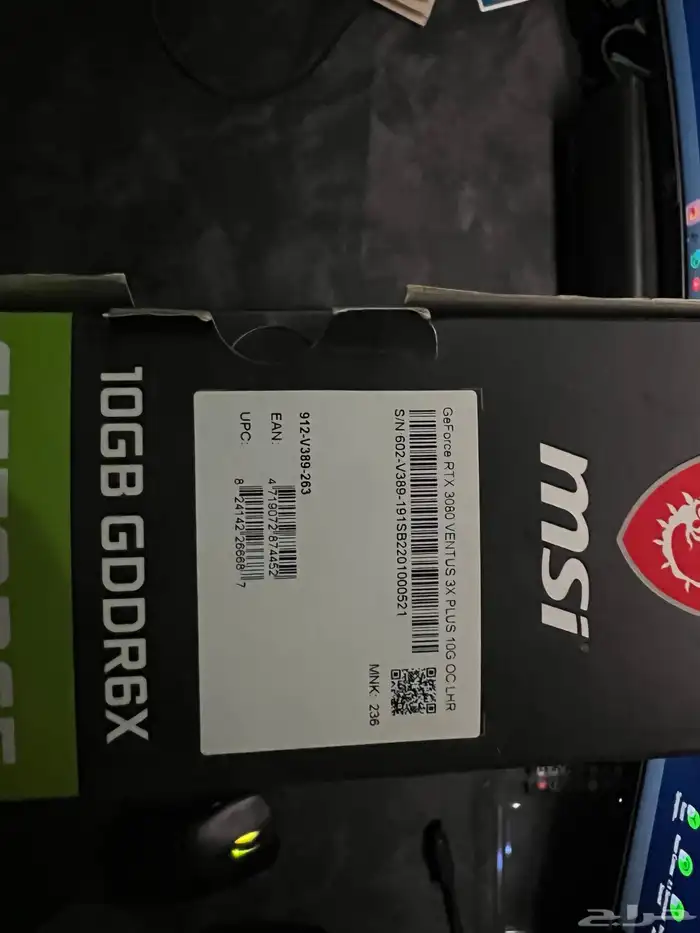 msi
GeForce RTX 3080 VENTUS 3X PLUS 10G OC LHR
S/N 602-V389-191SB2201000521
MNK: 236
912-V389-263
EAN:
4 719072 874452
UPC:
8 24142 26668 7
10GB GDDR6X
حراج